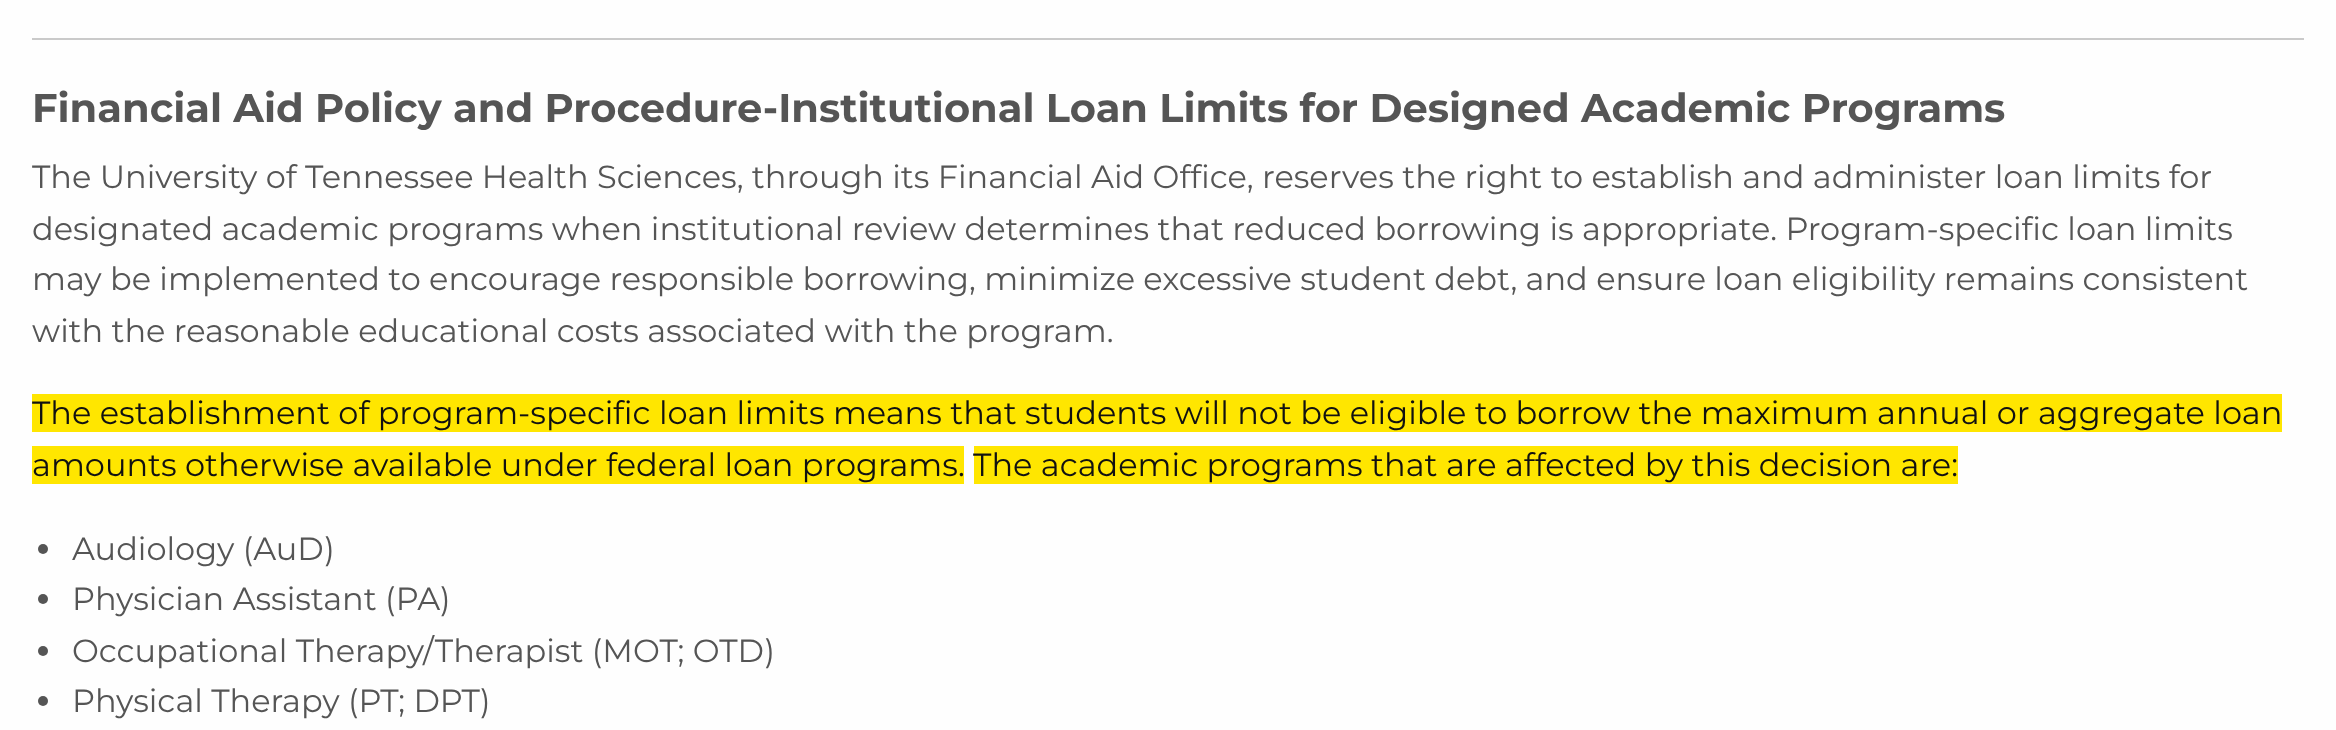 Financial Aid Policy and Procedure-Institutional Loan Limits for Designed Academic Programs
The University of Tennessee Health Sciences, through its Financial Aid Office, reserves the right to establish and administer loan limits for
designated academic programs when institutional review determines that reduced borrowing is appropriate. Program-specific loan limits
may be implemented to encourage responsible borrowing, minimize excessive student debt, and ensure loan eligibility remains consistent
with the reasonable educational costs associated with the program.
The establishment of program-specific loan limits means that students will not be eligible to borrow the maximum annual or aggregate loan
amounts otherwise available under federal loan programs. The academic programs that are affected by this decision are:
• Audiology (AuD)
• Physician Assistant (PA)
• Occupational Therapy/Therapist (MOT; OTD)
• Physical Therapy (PT; DPT)